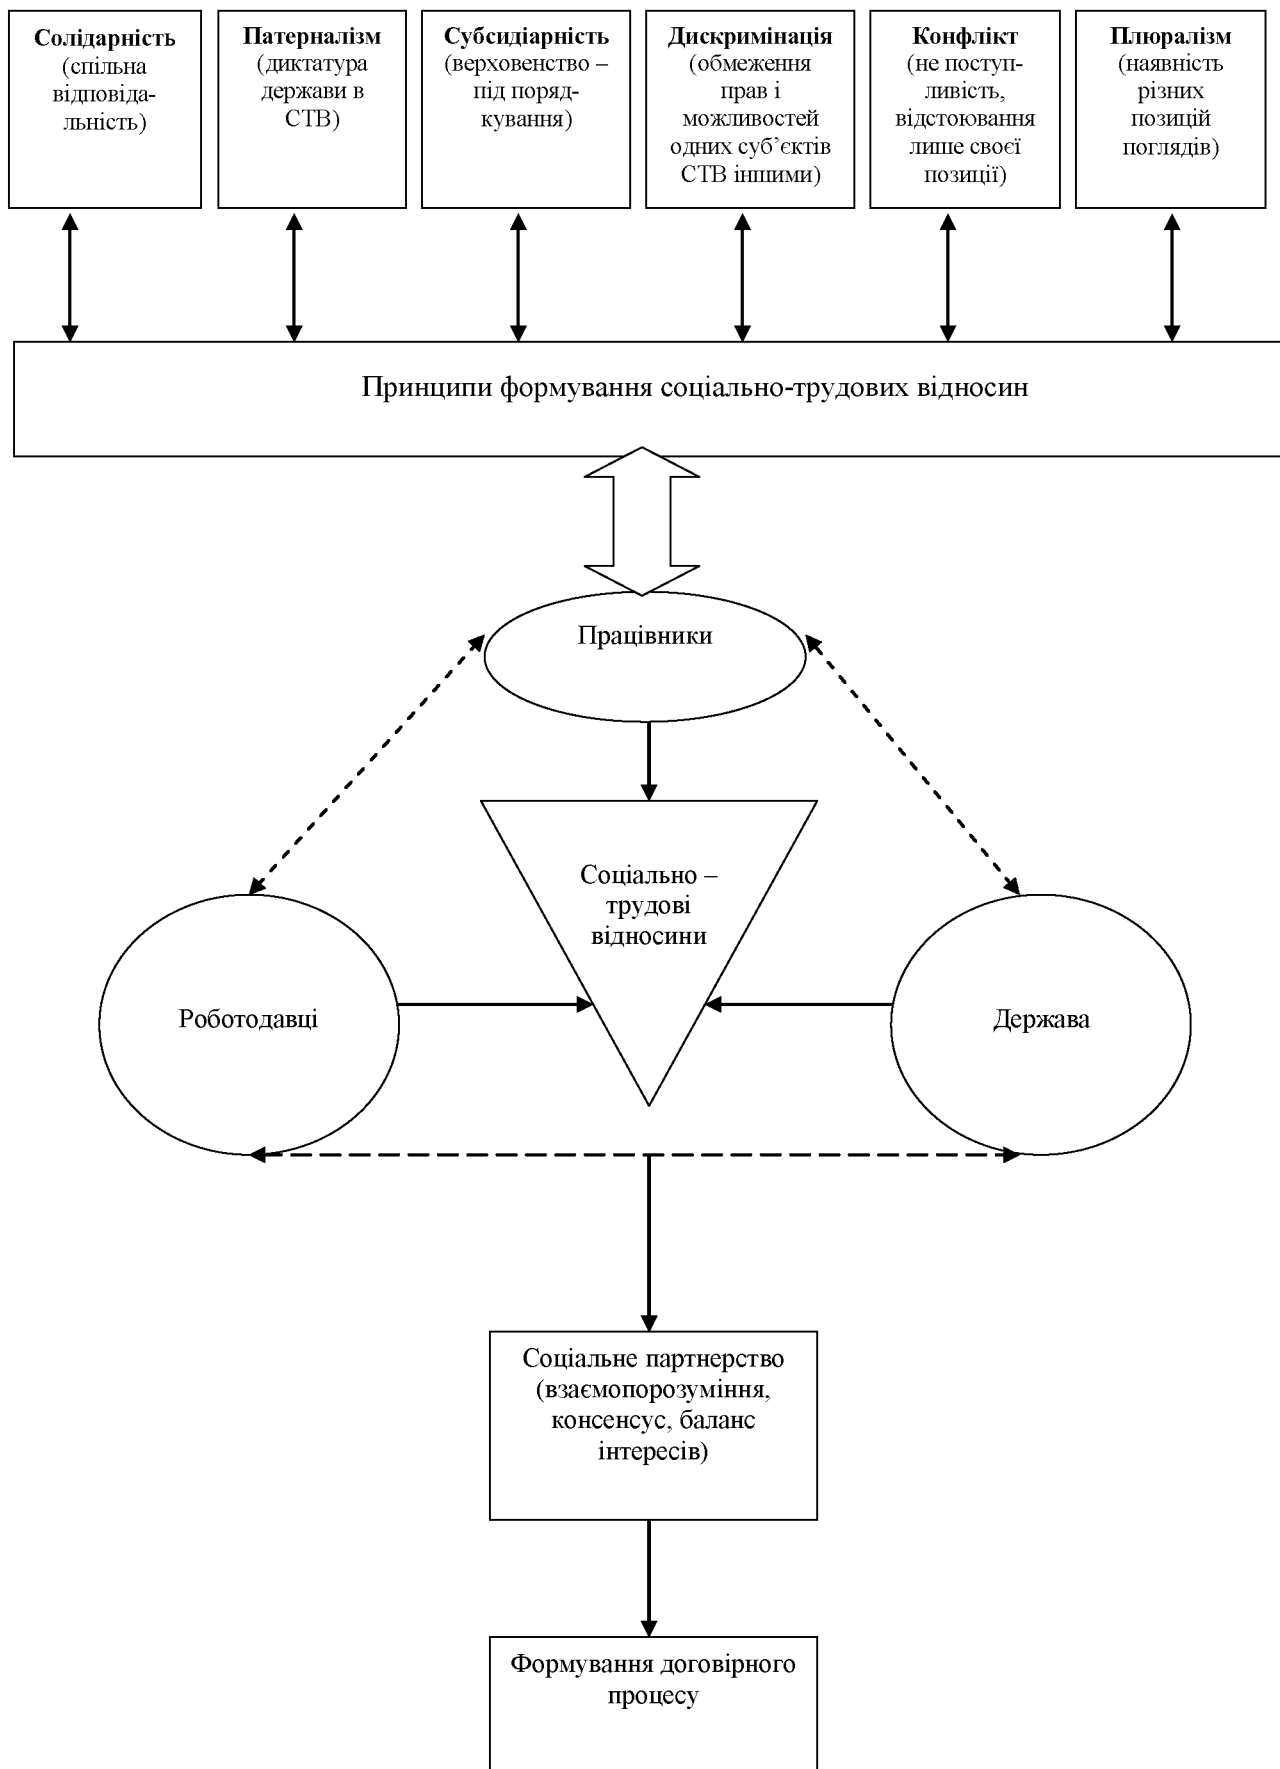 Солідарність
(спільна
відповіда-
льність)
Патерналізм
(диктатура
держави в
СТВ)
Субсидіарність
(верховенство –
під поряд-
кування)
Дискримінація
(обмеження
прав і
можливостей
одних суб’єктів
СТВ іншими)
Конфлікт
(не поступ-
ливість,
відстоювання
лише своєї
позиції)
Плюралізм
(наявність
різних
позицій
поглядів)
Принципи формування соціально-трудових відносин
Працівники
Соціально –
трудові
відносини
Роботодавці
Держава
Соціальне партнерство
(взаємопорозуміння,
консенсус, баланс
інтересів)
Формування договірного
процесу